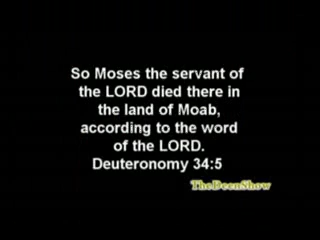 So Moses the servant of
the LORD died there in
the land of Moab,
according to the word
of the LORD.
Deuteronomy 34:5
TheDeenShow